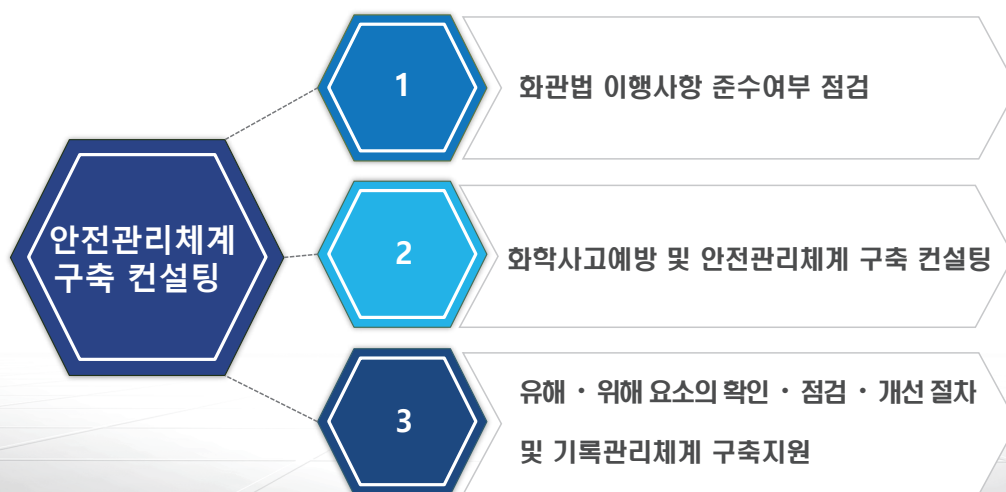 안전관리체계
구축 컨설팅
1
화관법 이행사항 준수여부 점검
2
화학사고예방 및 안전관리체계 구축 컨설팅
3
유해 · 위해 요소의 확인 · 점검 · 개선 절차
및 기록관리체계 구축지원